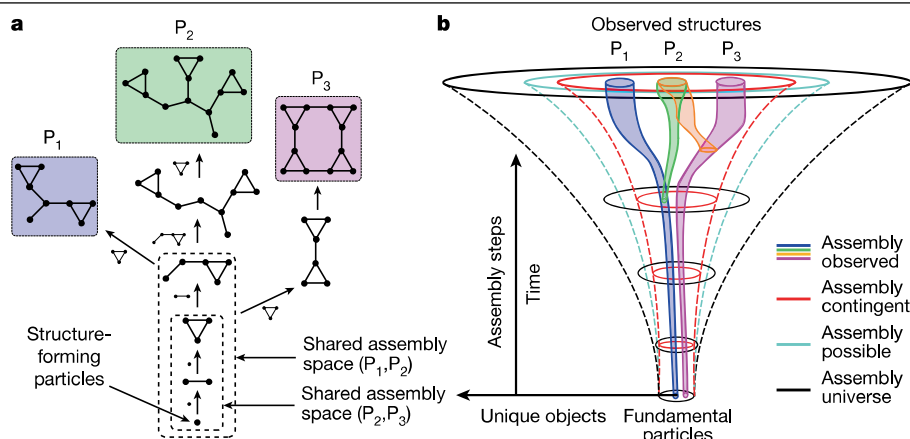 a
P2
P1
P3
Structure-
forming
particles
Shared assembly
space (P1,P2)
Shared assembly
space (P2,P3)
b
Observed structures
P1 P2 P3
Assembly steps
Time
Unique objects
Fundamental
particles
Assembly
observed
Assembly
contingent
Assembly
possible
Assembly
universe